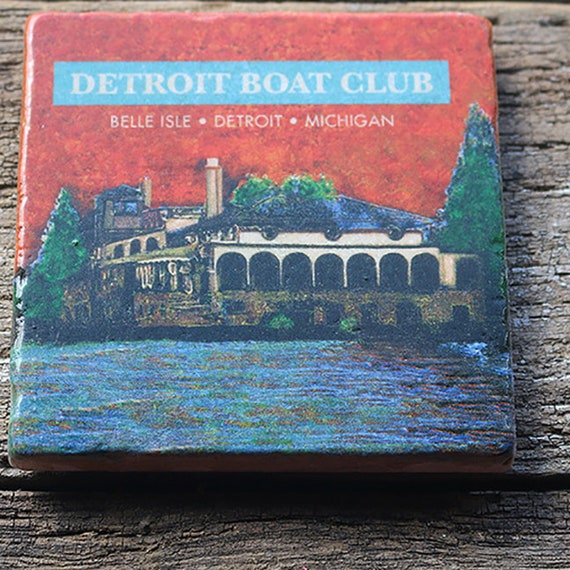 DETROIT BOAT CLUB
BELLE ISLE • DETROIT • MICHIGAN